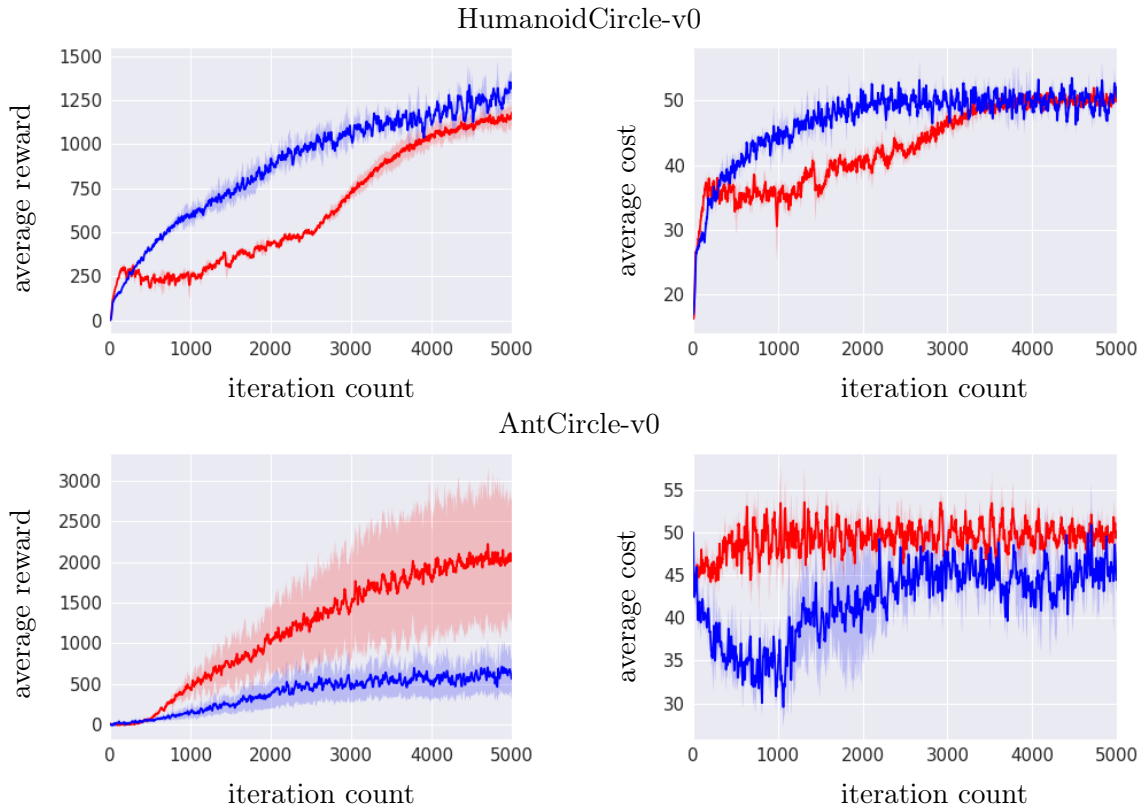 HumanoidCircle-v0
average reward
1500
1250
1000
750
500
250
0
0 1000 2000 3000 4000 5000
iteration count
average cost
50
40
30
20
0 1000 2000 3000 4000 5000
iteration count
AntCircle-v0
average reward
3000
2500
2000
1500
1000
500
0
0 1000 2000 3000 4000 5000
iteration count
average cost
55
50
45
40
35
30
0 1000 2000 3000 4000 5000
iteration count